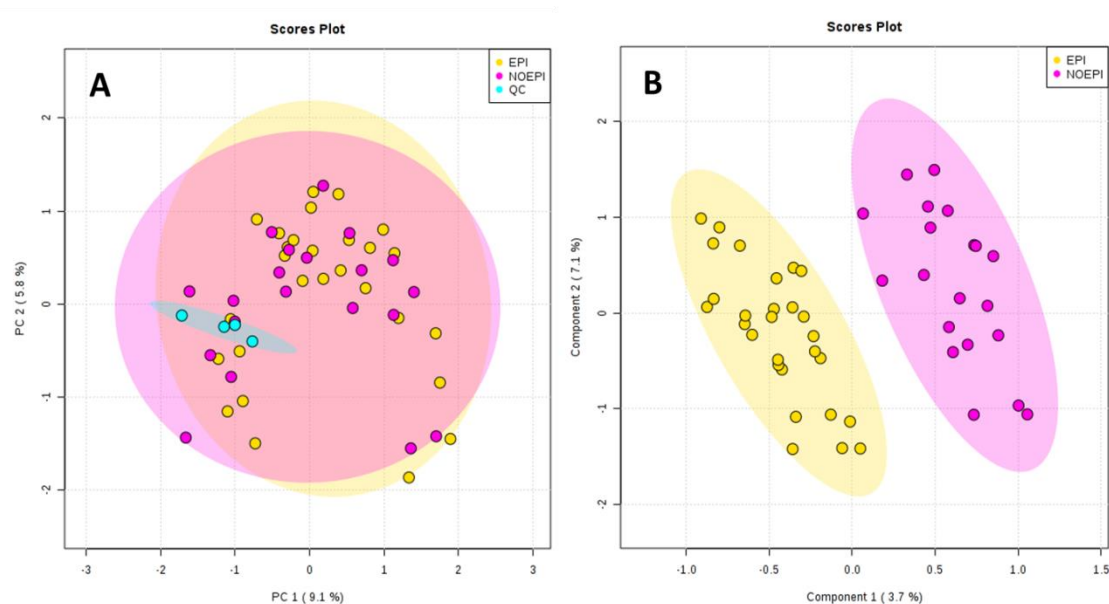 Scores Plot
A
EPI
NOEPI
QC
PC 2 ( 5.8 %)
2
1
0
-1
-2
-3
-2
-1
0
1
2
3
PC 1 ( 9.1 %)
Scores Plot
B
EPI
NOEPI
Component 2 ( 7.1 %)
2
1
0
-1
-2
-1.0
-0.5
0.0
0.5
1.0
1.5
Component 1 ( 3.7 %)